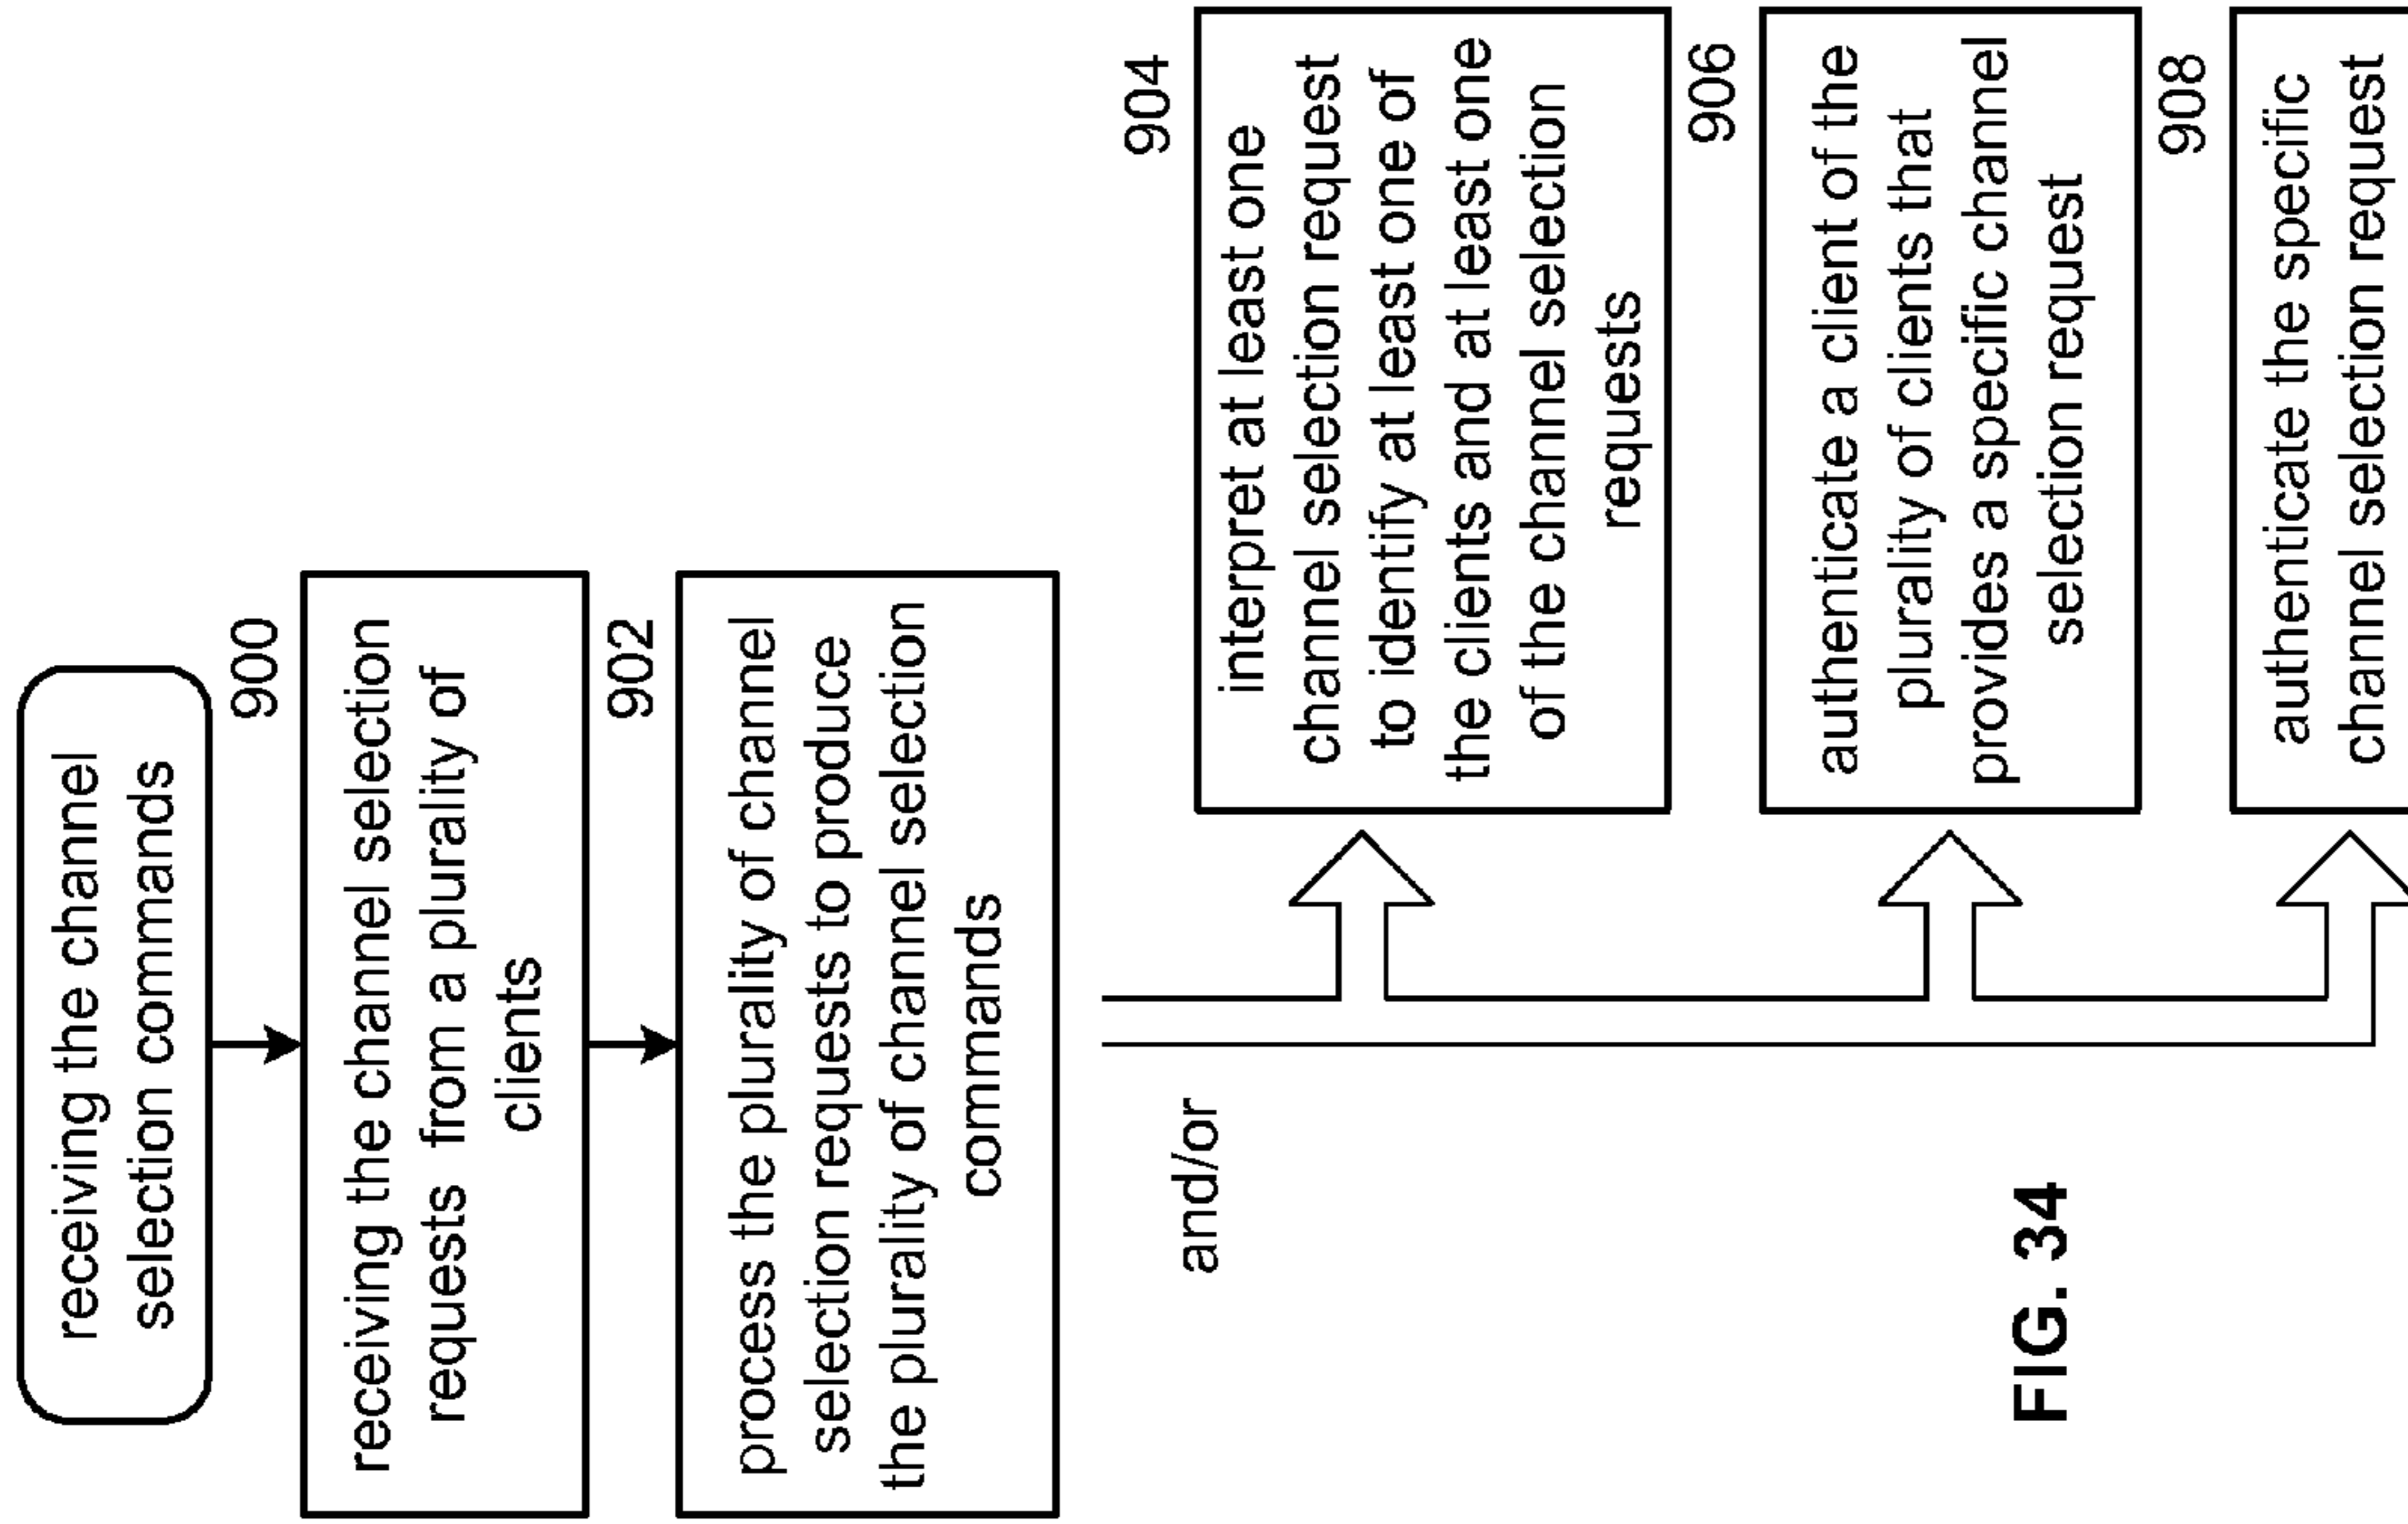 receiving the channel
selection commands
900
receiving the channel selection
requests from a plurality of
clients
902
process the plurality of channel
selection requests to produce
the plurality of channel selection
commands
and/or
904
interpret at least one
channel selection request
to identify at least one of
the clients and at least one
of the channel selection
requests
906
authenticate a client of the
plurality of clients that
provides a specific channel
selection request
908
authenticate the specific
channel selection request
FIG. 34